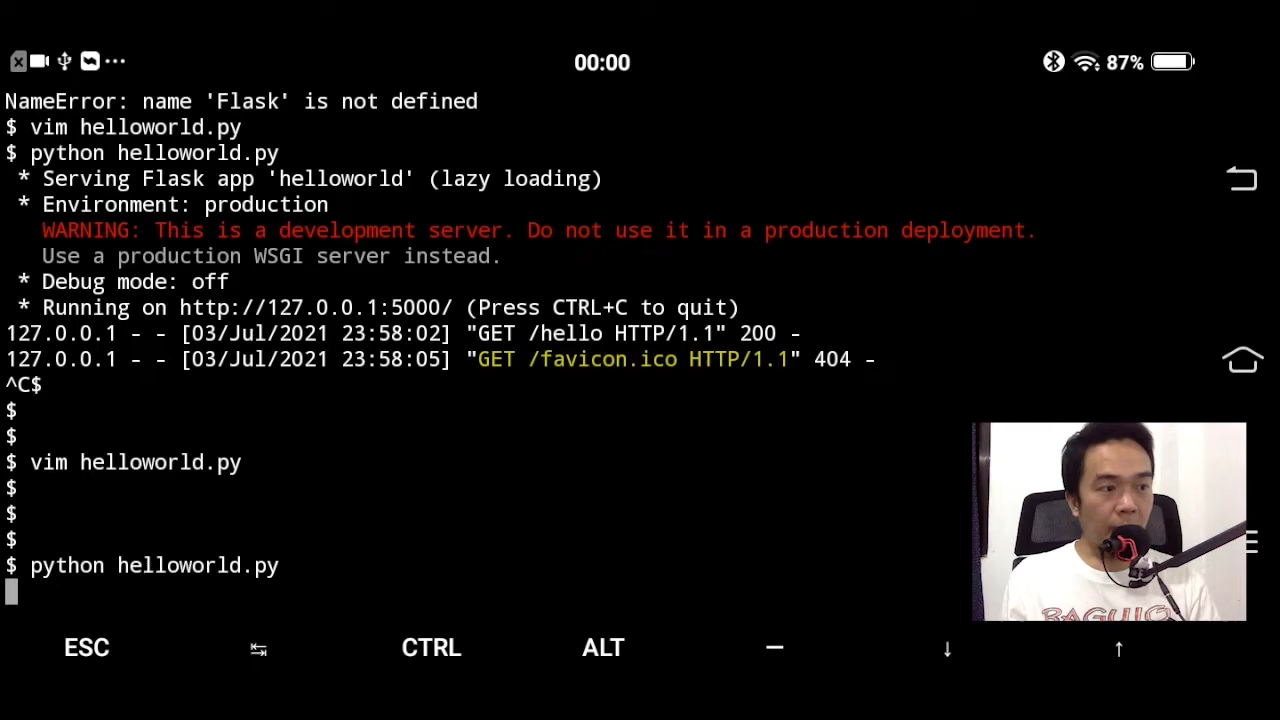 00:00
87%
NameError: name 'Flask' is not defined
$ vim helloworld.py
$ python helloworld.py
 * Serving Flask app 'helloworld' (lazy loading)
 * Environment: production
   WARNING: This is a development server. Do not use it in a production deployment.
   Use a production WSGI server instead.
 * Debug mode: off
 * Running on http://127.0.0.1:5000/ (Press CTRL+C to quit)
127.0.0.1 - - [03/Jul/2021 23:58:02] "GET /hello HTTP/1.1" 200 -
127.0.0.1 - - [03/Jul/2021 23:58:05] "GET /favicon.ico HTTP/1.1" 404 -
^C$
$
$
$ vim helloworld.py
$
$
$
$ python helloworld.py
BAGUIO
ESC ↹ CTRL ALT — ↓ ↑